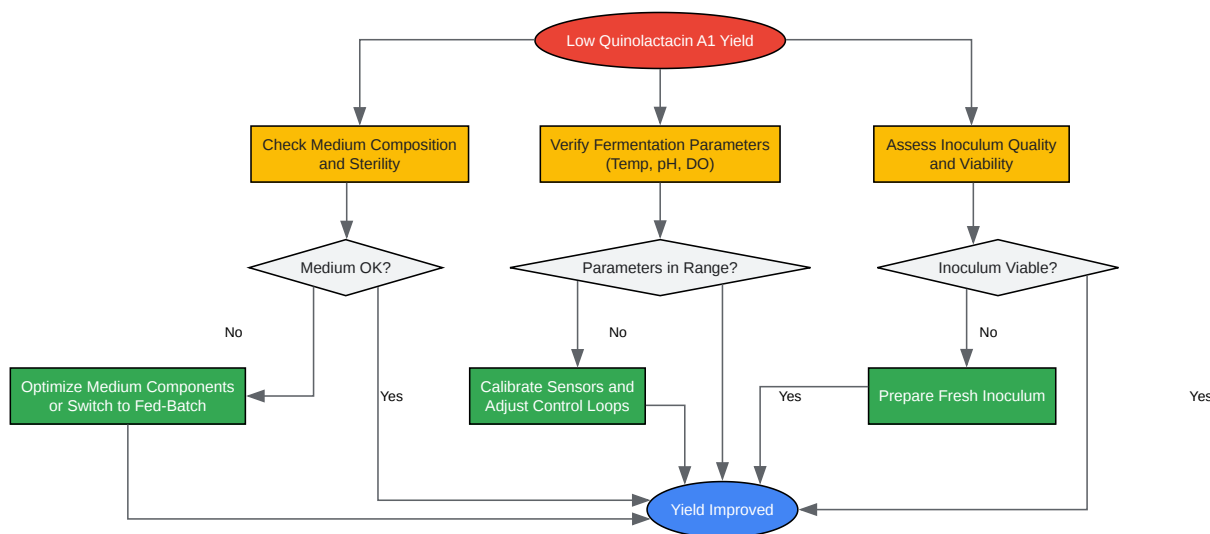 Low Quinolactacin A1 Yield
Check Medium Composition
and Sterility
Verify Fermentation Parameters
(Temp, pH, DO)
Assess Inoculum Quality
and Viability
Medium OK?
Parameters in Range?
Inoculum Viable?
No
No
No
Optimize Medium Components
or Switch to Fed-Batch
Yes
Calibrate Sensors and
Adjust Control Loops
Yes
Prepare Fresh Inoculum
Yes
Yield Improved